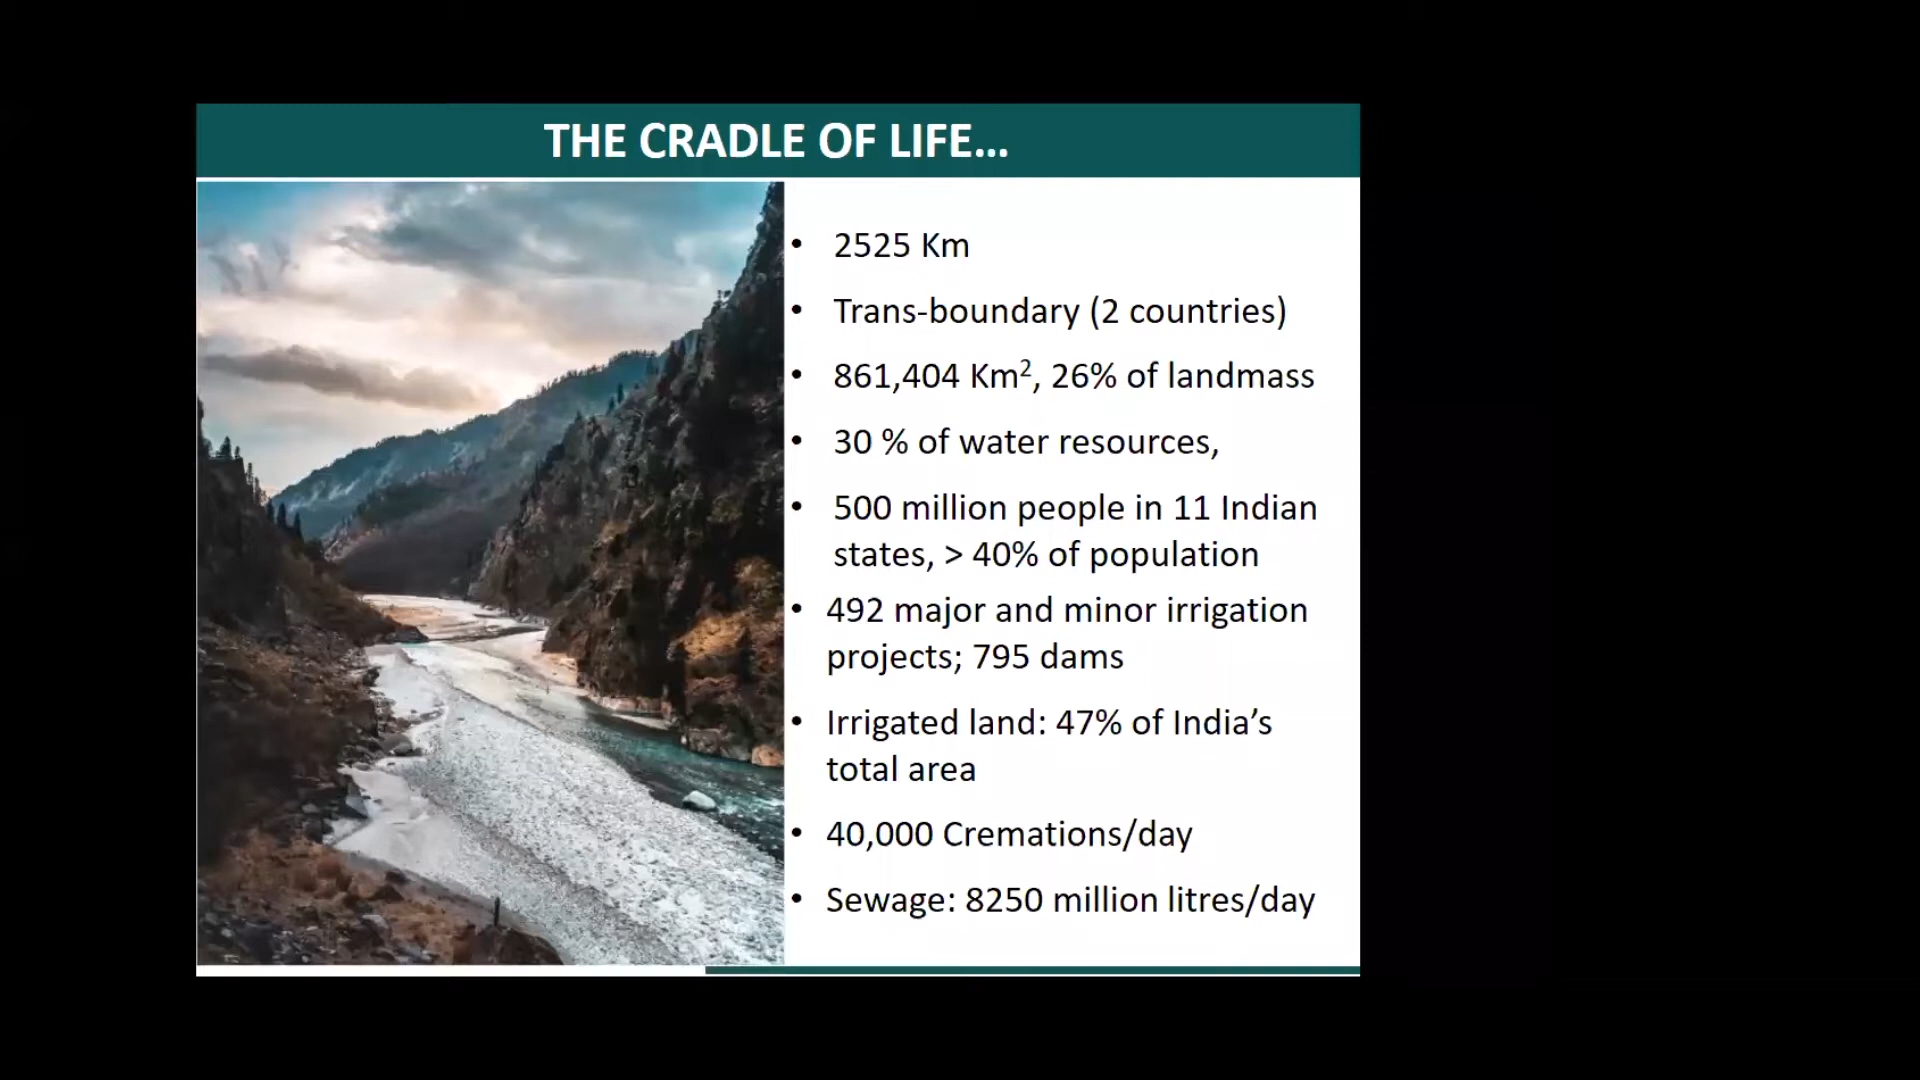 THE CRADLE OF LIFE...
• 2525 Km
• Trans-boundary (2 countries)
• 861,404 Km², 26% of landmass
• 30 % of water resources,
• 500 million people in 11 Indian
states, > 40% of population
• 492 major and minor irrigation
projects; 795 dams
• Irrigated land: 47% of India’s
total area
• 40,000 Cremations/day
• Sewage: 8250 million litres/day